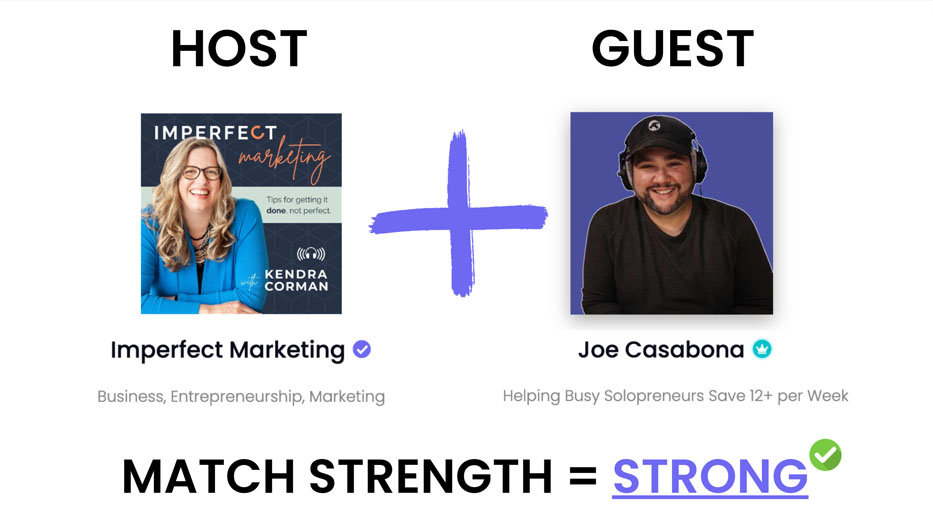 HOST
GUEST
IMPERFECT
marketing
Tips for getting it
done, not perfect.
with KENDRA
CORMAN
Imperfect Marketing
Joe Casabona
Business, Entrepreneurship, Marketing
Helping Busy Solopreneurs Save 12+ per Week
MATCH STRENGTH = STRONG